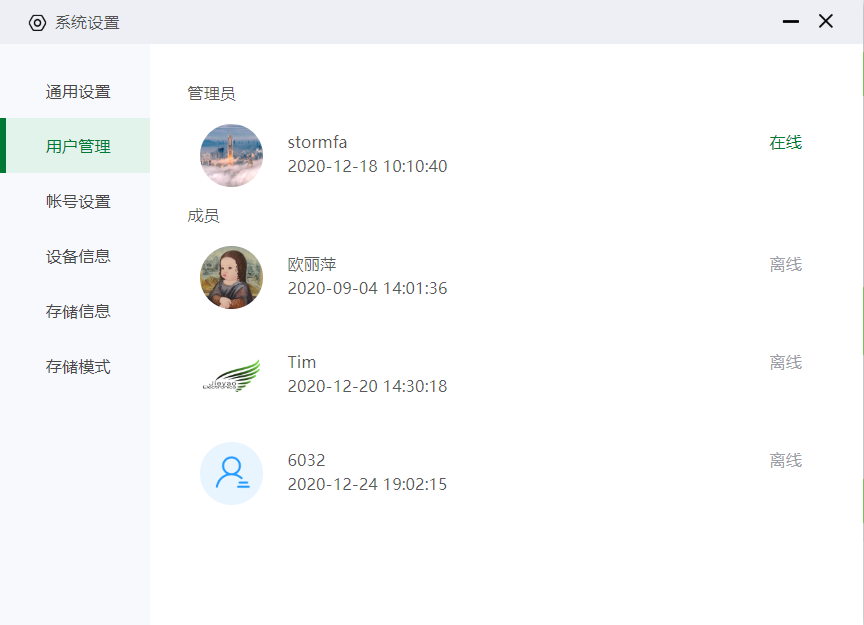 系统设置
通用设置
用户管理
帐号设置
设备信息
存储信息
存储模式
管理员
stormfa
在线
2020-12-18 10:10:40
成员
欧丽萍
离线
2020-09-04 14:01:36
Jieyao
Electronics
Tim
离线
2020-12-20 14:30:18
6032
离线
2020-12-24 19:02:15